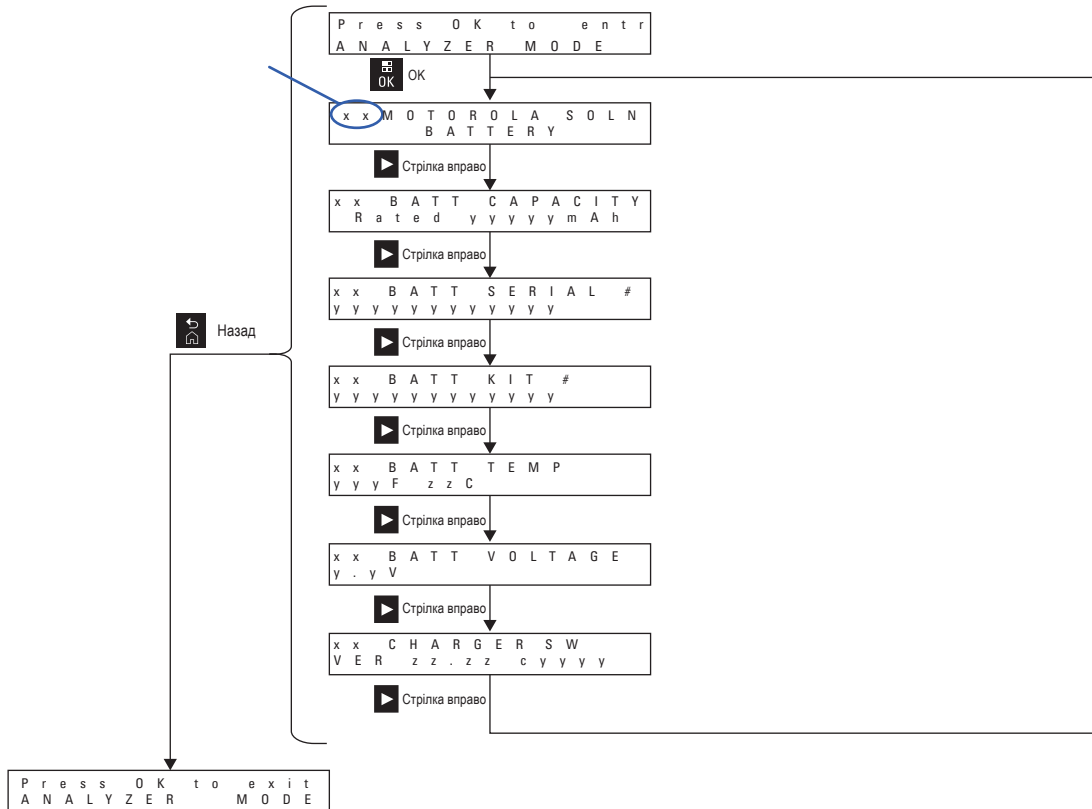 Press OK to entr
ANALYZER MODE
OK OK
xxMOTOROLA SOLN
BATTERY
Стрілка вправо
xx BATT CAPACITY
Rated yyyyymAh
Стрілка вправо
xx BATT SERIAL #
yyyyyyyyyyyy
Стрілка вправо
Назад
xx BATT KIT #
yyyyyyyyyyyy
Стрілка вправо
xx BATT TEMP
yyyF zzC
Стрілка вправо
xx BATT VOLTAGE
y.yV
Стрілка вправо
xx CHARGER SW
VER zz.zz cyyyy
Стрілка вправо
Press OK to exit
ANALYZER MODE